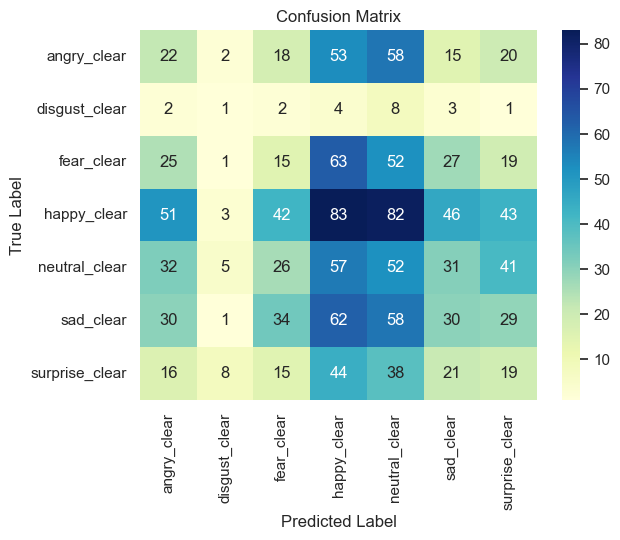 Confusion Matrix
True Label
angry_clear 22 2 18 53 58 15 20
disgust_clear 2 1 2 4 8 3 1
fear_clear 25 1 15 63 52 27 19
happy_clear 51 3 42 83 82 46 43
neutral_clear 32 5 26 57 52 31 41
sad_clear 30 1 34 62 58 30 29
surprise_clear 16 8 15 44 38 21 19
angry_clear
disgust_clear
fear_clear
happy_clear
neutral_clear
sad_clear
surprise_clear
Predicted Label
80
70
60
50
40
30
20
10